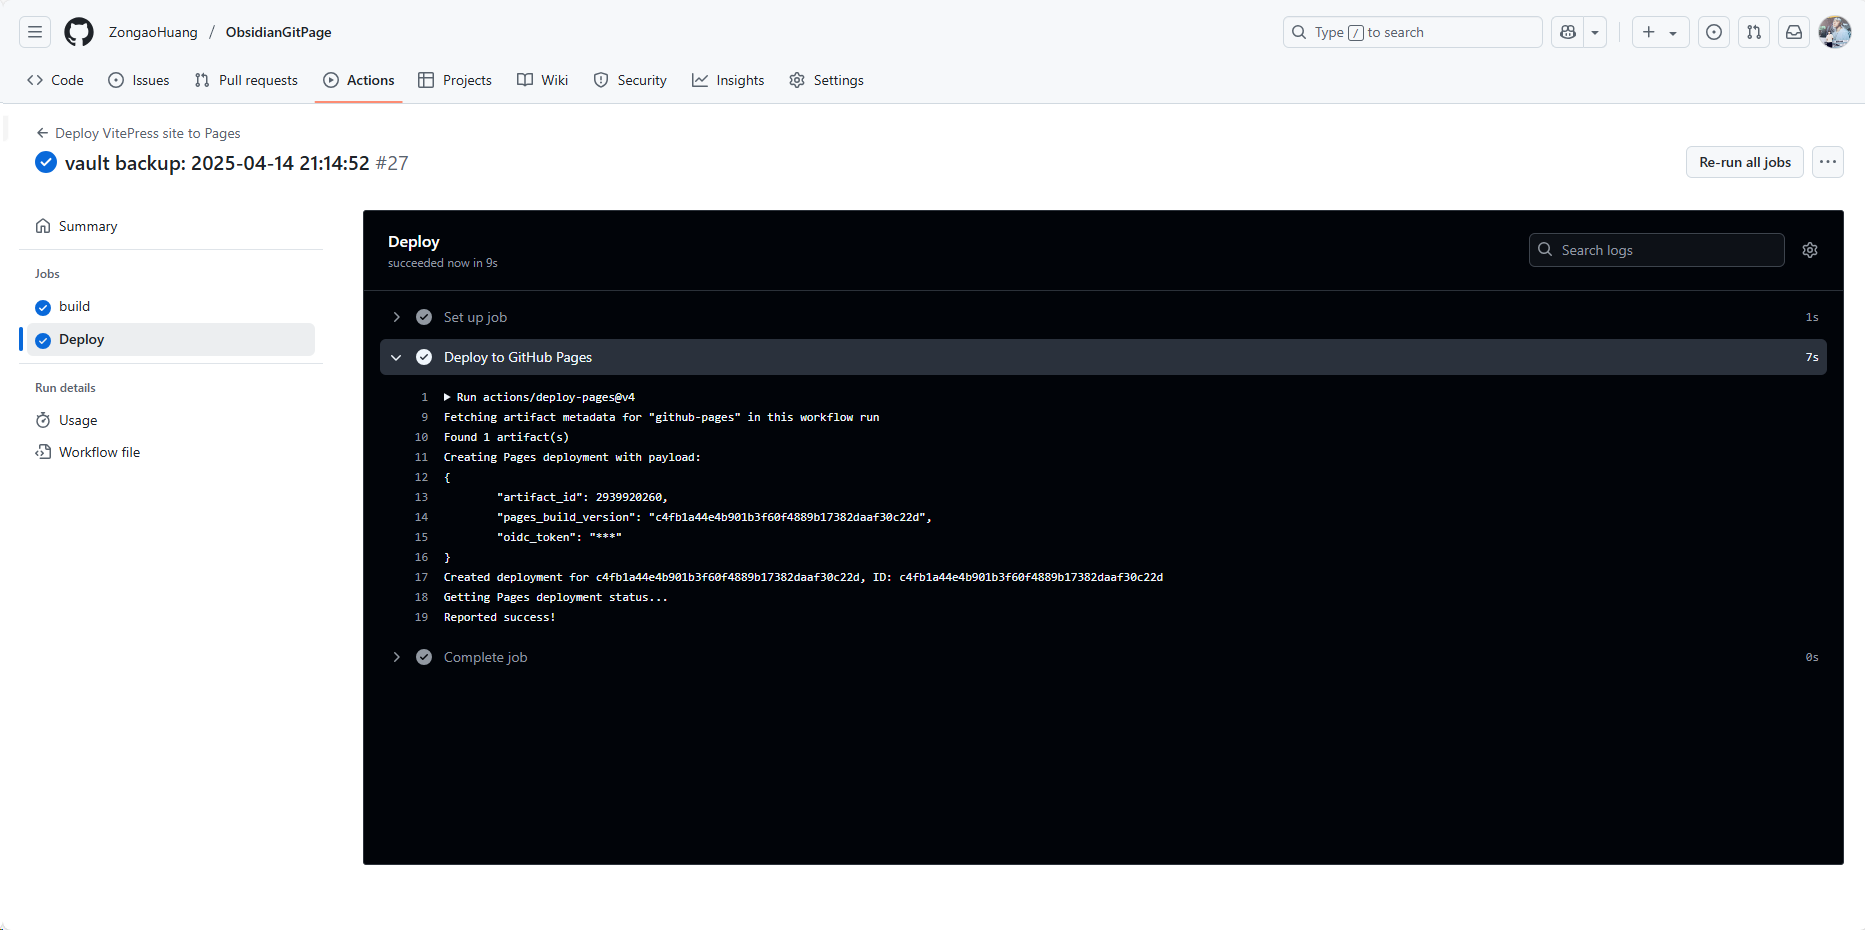 ZongaoHuang / ObsidianGitPage
Type / to search
Code Issues Pull requests Actions Projects Wiki Security Insights Settings
Deploy VitePress site to Pages
vault backup: 2025-04-14 21:14:52 #27
Re-run all jobs
Summary
Jobs
build
Deploy
Run details
Usage
Workflow file
Deploy
succeeded now in 9s
Search logs
Set up job 1s
Deploy to GitHub Pages 7s
1 Run actions/deploy-pages@v4
9 Fetching artifact metadata for "github-pages" in this workflow run
10 Found 1 artifact(s)
11 Creating Pages deployment with payload:
12 {
13 "artifact_id": 2939920260,
14 "pages_build_version": "c4fb1a44e4b901b3f60f4889b17382daaf30c22d",
15 "oidc_token": "***"
16 }
17 Created deployment for c4fb1a44e4b901b3f60f4889b17382daaf30c22d, ID: c4fb1a44e4b901b3f60f4889b17382daaf30c22d
18 Getting Pages deployment status...
19 Reported success!
Complete job 0s